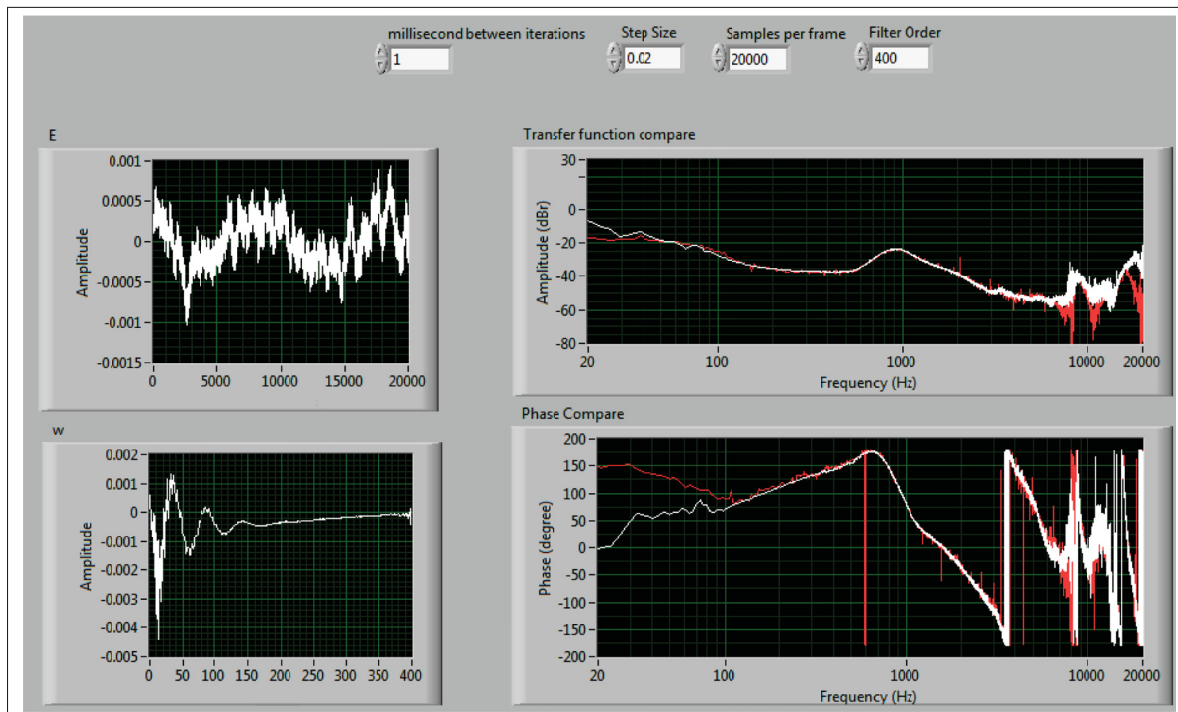 millisecond between iterations
1
Step Size
0.02
Samples per frame
20000
Filter Order
400
E
Amplitude
0.001
0.0005
0
-0.0005
-0.001
-0.0015
0 5000 10000 15000 20000
Transfer function compare
Amplitude (dBr)
30
0
-20
-40
-60
-80
20 100 1000 10000 20000
Frequency (Hz)
w
Amplitude
0.002
0.001
0
-0.001
-0.002
-0.003
-0.004
-0.005
0 50 100 150 200 250 300 350 400
Phase Compare
Phase (degree)
200
150
100
50
0
-50
-100
-150
-200
20 100 1000 10000 20000
Frequency (Hz)